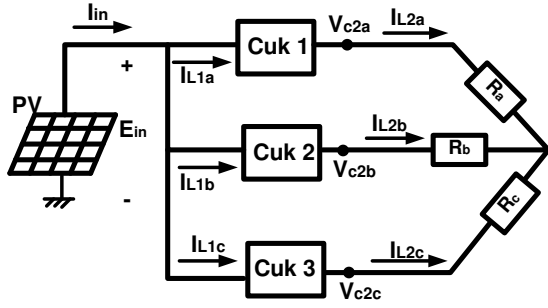 Iin
Vc2a
IL2a
Cuk 1
+
IL1a
Ra
PV
Ein
IL2b
Cuk 2
Rb
IL1b
Vc2b
-
Rc
IL1c
IL2c
Cuk 3
Vc2c